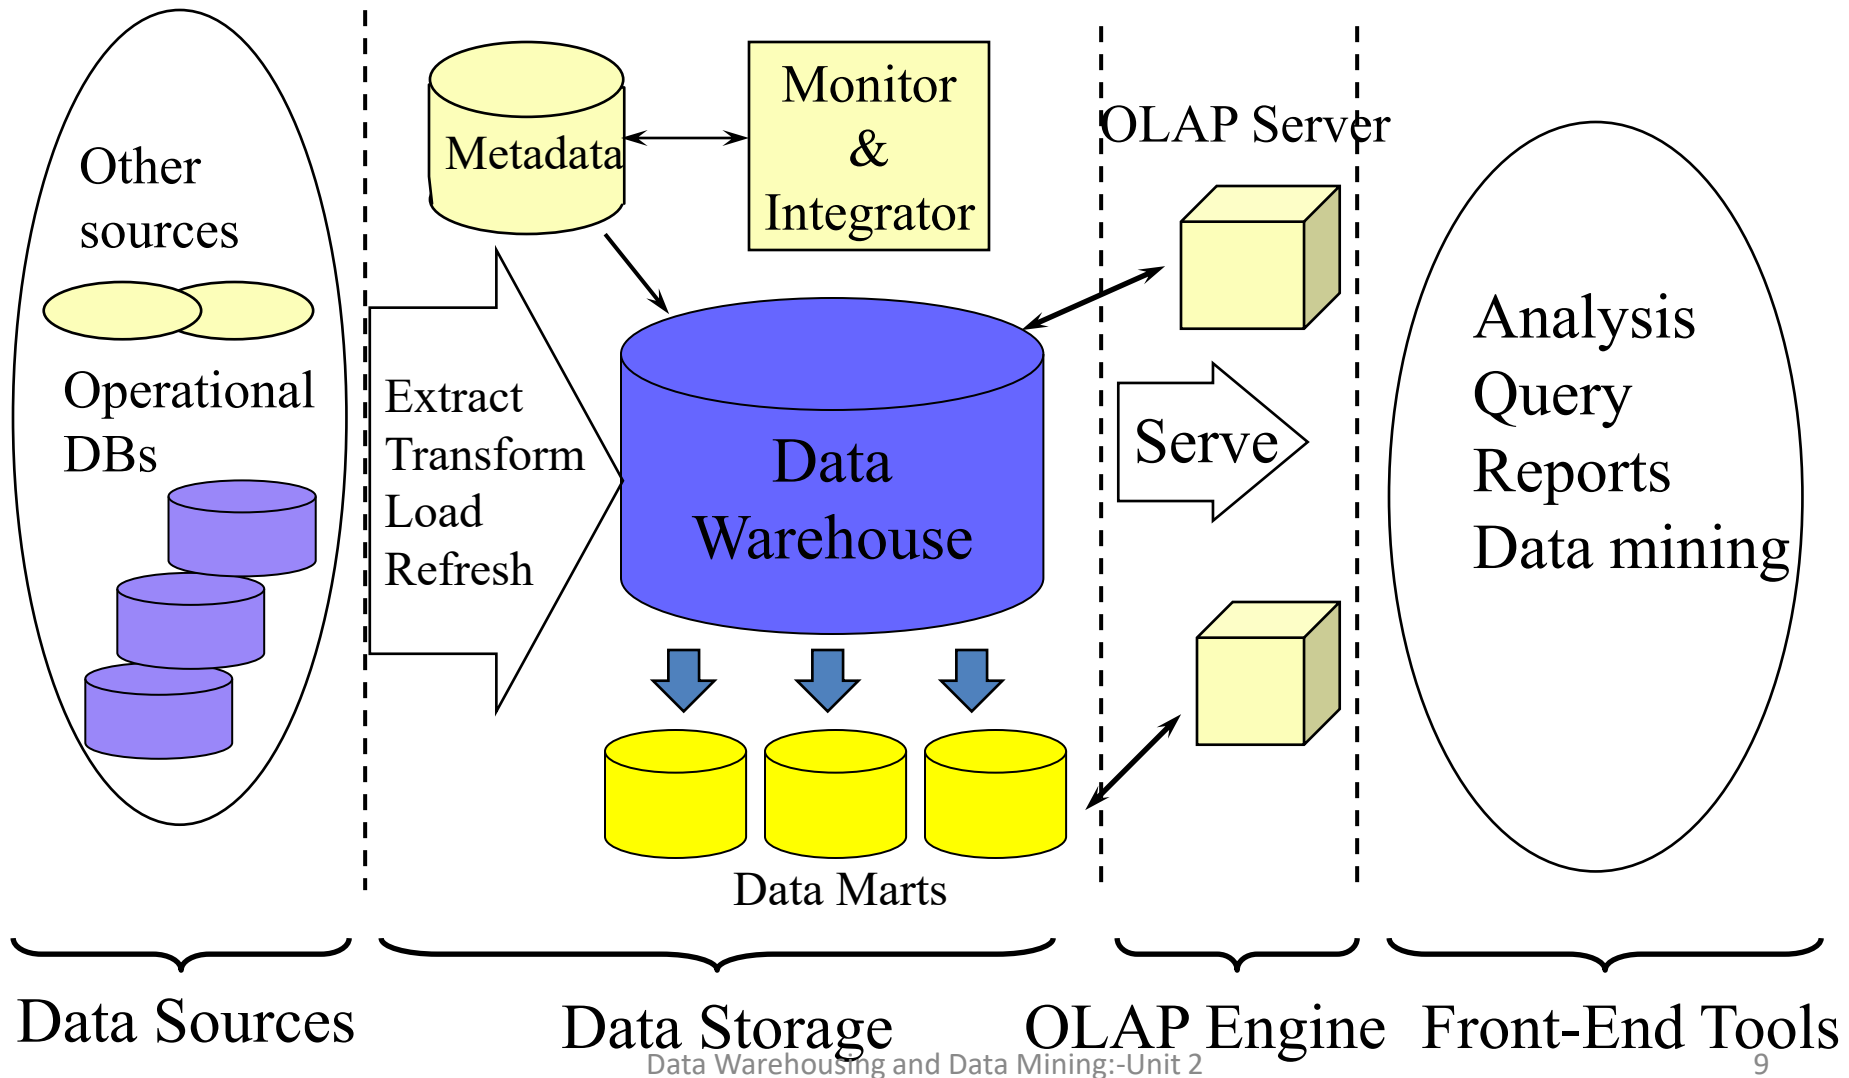 Other
sources
Operational
DBs
Extract
Transform
Load
Refresh
Metadata
Monitor
&
Integrator
Data
Warehouse
Data Marts
OLAP Server
Serve
Analysis
Query
Reports
Data mining
Data Sources
Data Storage
OLAP Engine
Front-End Tools
Data Warehousing and Data Mining:-Unit 2
9